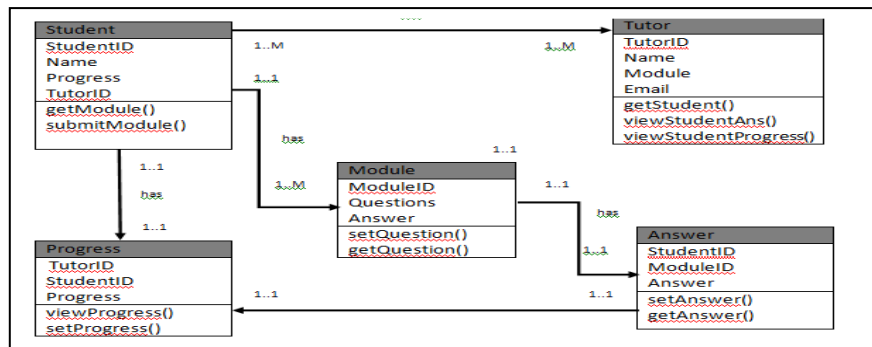 Student
StudentID
Name
Progress
TutorID
getModule()
submitModule()
1..M
1..M
Tutor
TutorID
Name
Module
Email
getStudent()
viewStudentAns()
viewStudentProgress()
1..1
has
1..M
1..1
has
1..1
Module
ModuleID
Questions
Answer
setQuestion()
getQuestion()
1..1
1..1
has
1..1
Answer
StudentID
ModuleID
Answer
setAnswer()
getAnswer()
Progress
TutorID
StudentID
Progress
viewProgress()
setProgress()
1..1
1..1